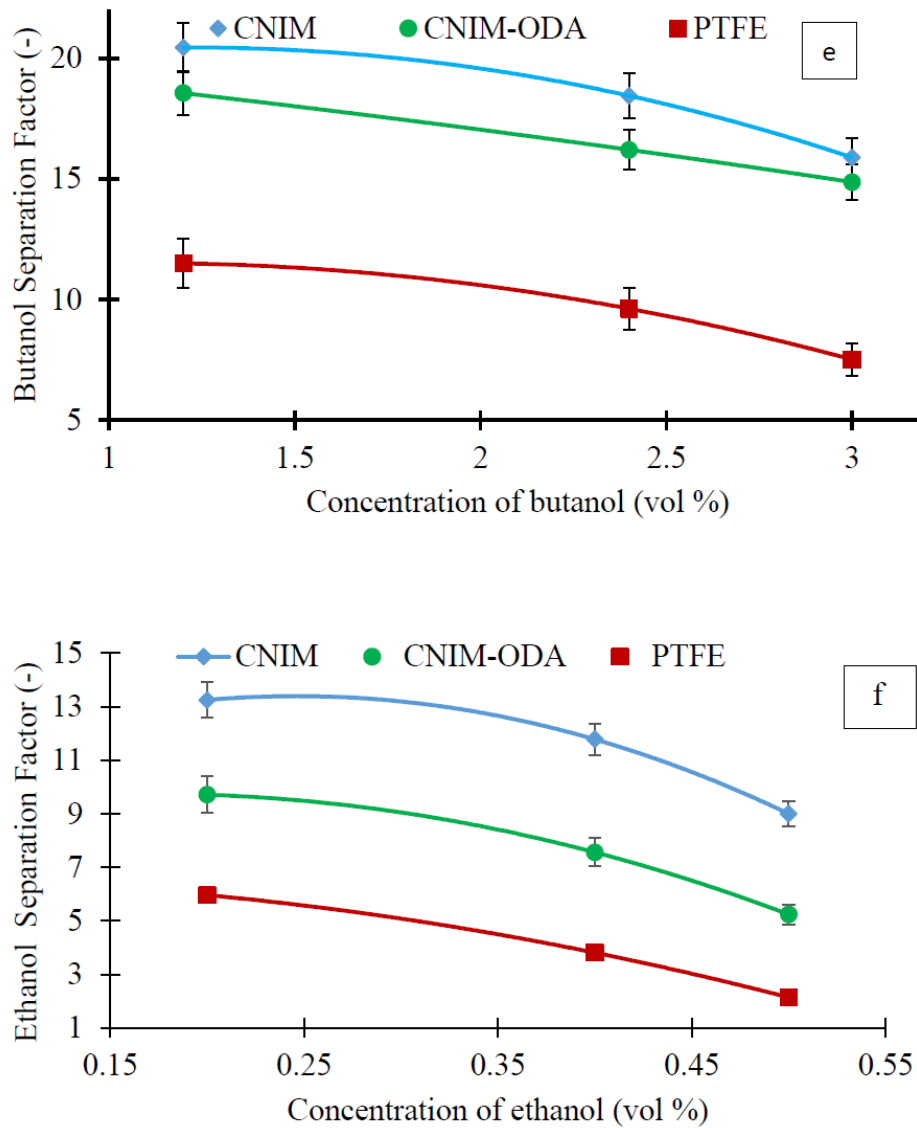 CNIM CNIM-ODA PTFE
e
Butanol Separation Factor (-)
20
15
10
5
1 1.5 2 2.5 3
Concentration of butanol (vol %)
CNIM CNIM-ODA PTFE
f
Ethanol Separation Factor (-)
15
13
11
9
7
5
3
1
0.15 0.25 0.35 0.45 0.55
Concentration of ethanol (vol %)